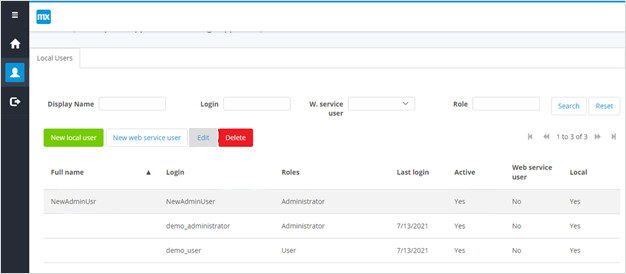 mx
Local Users
Display Name Login W. service user Role Search Reset
New local user New web service user Edit Delete 1 to 3 of 3
Full name Login Roles Last login Active Web service user Local
NewAdminUsr NewAdminUser Administrator Yes No Yes
demo_administrator Administrator 7/13/2021 Yes No Yes
demo_user User 7/13/2021 Yes No Yes